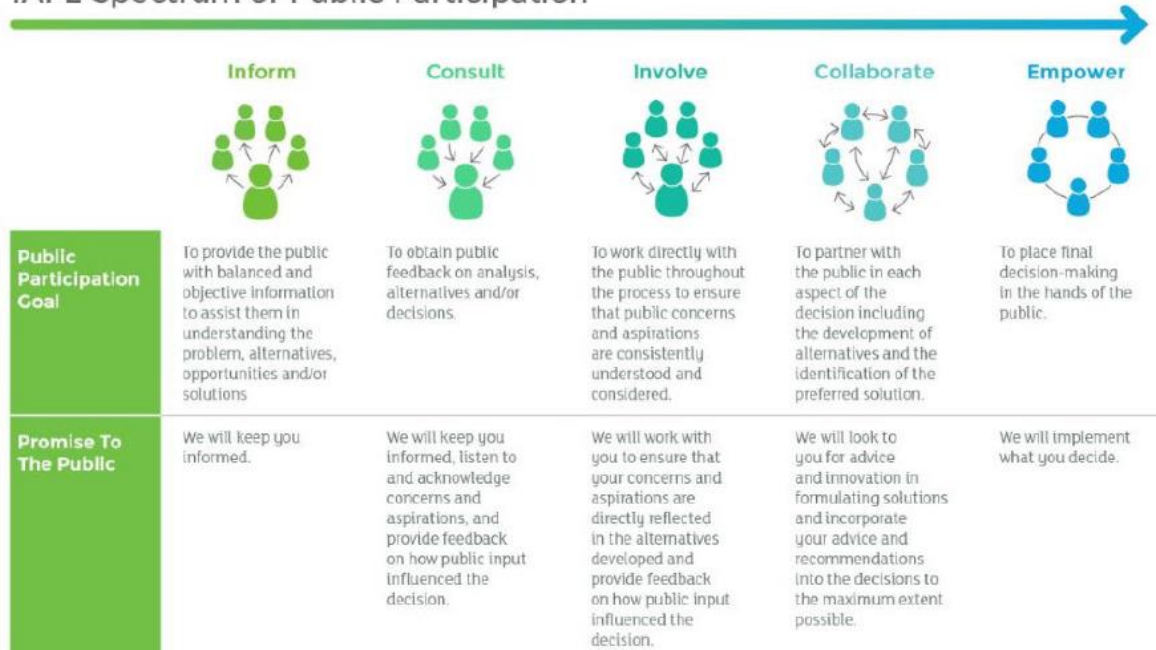 Spectrum of Public Participation
Inform
Consult
Involve
Collaborate
Empower
Public
Participation
Goal
To provide the public
with balanced and
objective information
to assist them in
understanding the
problem, alternatives,
opportunities and/or
solutions
To obtain public
feedback on analysis,
alternatives and/or
decisions.
To work directly with
the public throughout
the process to ensure
that public concerns
and aspirations
are consistently
understood and
considered.
To partner with
the public in each
aspect of the
decision including
the development of
alternatives and the
identification of the
preferred solution.
To place final
decision-making
in the hands of the
public.
Promise To
The Public
We will keep you
informed.
We will keep you
informed, listen to
and acknowledge
concerns and
aspirations, and
provide feedback
on how public input
influenced the
decision.
We will work with
you to ensure that
your concerns and
aspirations are
directly reflected
in the alternatives
developed and
provide feedback
on how public input
influenced the
decision.
We will look to
you for advice
and innovation in
formulating solutions
and incorporate
your advice and
recommendations
into the decisions to
the maximum extent
possible.
We will implement
what you decide.